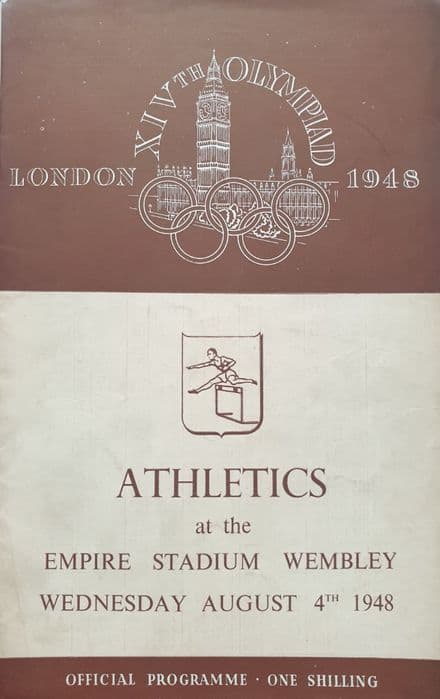 XIVTH OLYMPIAD
LONDON 1948
ATHLETICS
at the
EMPIRE STADIUM WEMBLEY
WEDNESDAY AUGUST 4TH 1948
OFFICIAL PROGRAMME · ONE SHILLING